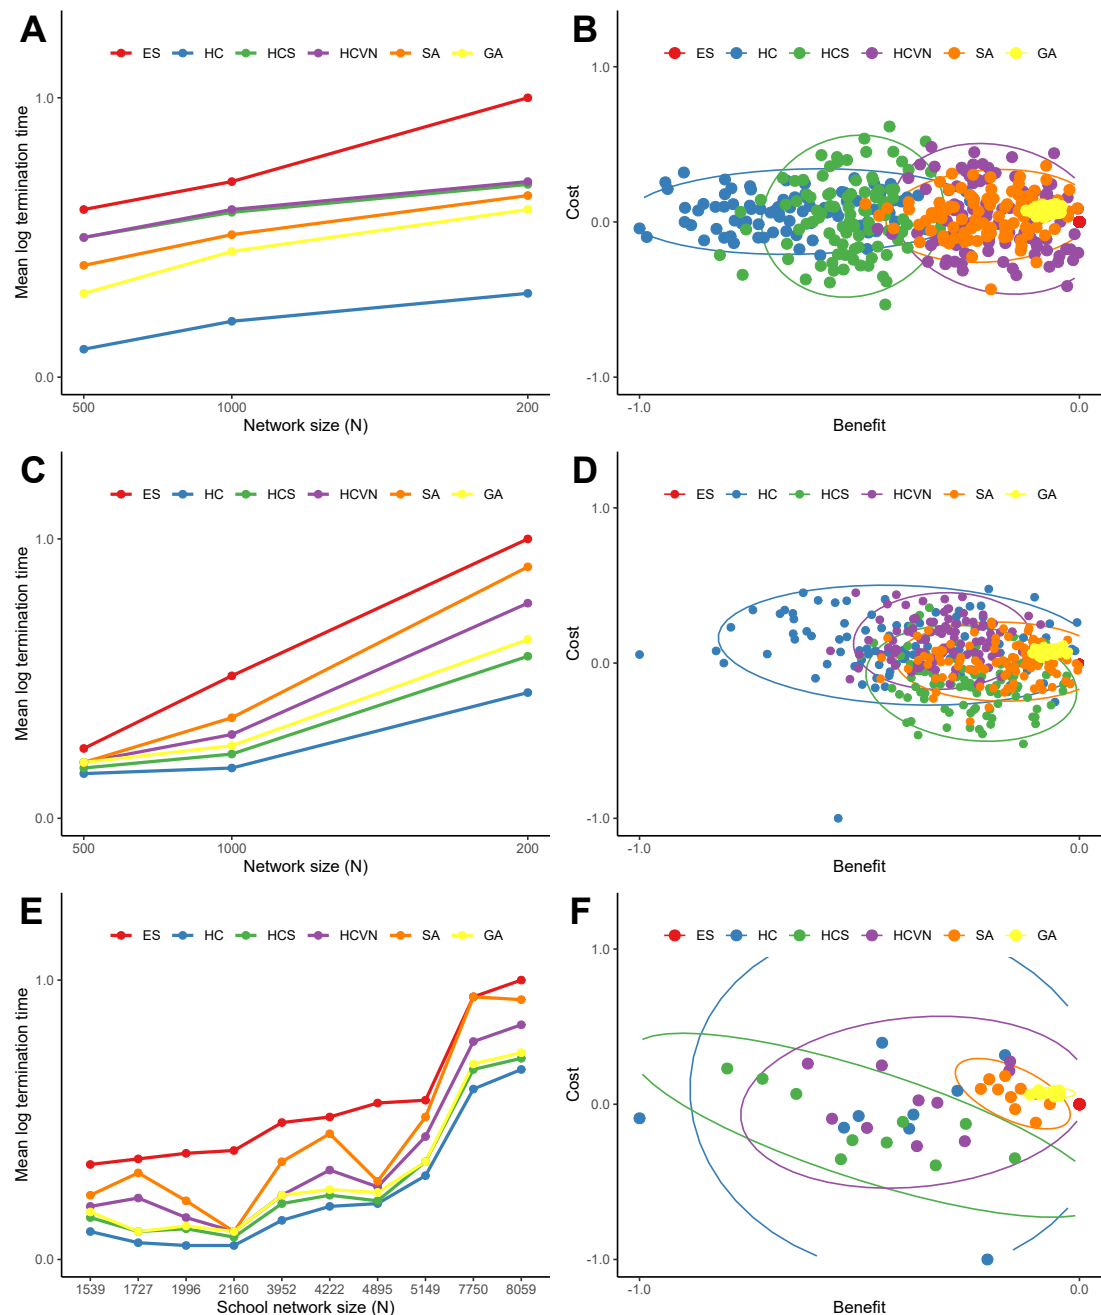 A
ES HC HCS HCVN SA GA
Mean log termination time
1.0
0.0
500 1000 200
Network size (N)
B
ES HC HCS HCVN SA GA
Cost
1.0
0.0
-1.0
-1.0 0.0
Benefit
C
ES HC HCS HCVN SA GA
Mean log termination time
1.0
0.0
500 1000 200
Network size (N)
D
ES HC HCS HCVN SA GA
Cost
1.0
0.0
-1.0
-1.0 0.0
Benefit
E
ES HC HCS HCVN SA GA
Mean log termination time
1.0
0.0
1539 1727 1996 2160 3952 4222 4895 5149 7750 8059
School network size (N)
F
ES HC HCS HCVN SA GA
Cost
1.0
0.0
-1.0
-1.0 0.0
Benefit